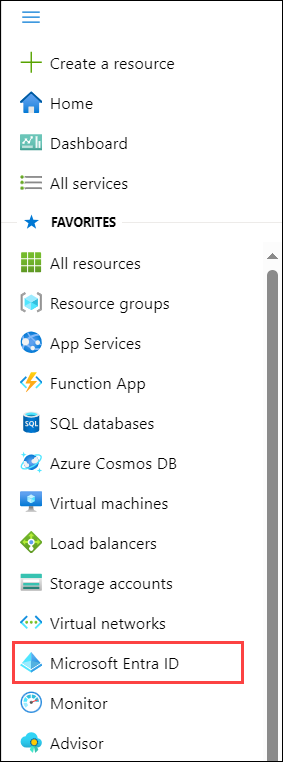 Create a resource
Home
Dashboard
All services
FAVORITES
All resources
Resource groups
App Services
Function App
SQL databases
Azure Cosmos DB
Virtual machines
Load balancers
Storage accounts
Virtual networks
Microsoft Entra ID
Monitor
Advisor